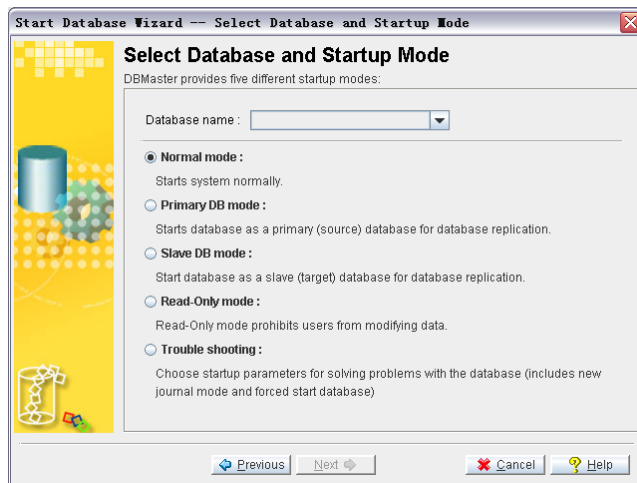 Start Database Wizard -- Select Database and Startup Mode
Select Database and Startup Mode
DBMaster provides five different startup modes:
Database name :
Normal mode :
Starts system normally.
Primary DB mode :
Starts database as a primary (source) database for database replication.
Slave DB mode :
Start database as a slave (target) database for database replication.
Read-Only mode :
Read-Only mode prohibits users from modifying data.
Trouble shooting :
Choose startup parameters for solving problems with the database (includes new
journal mode and forced start database)
Previous Next Cancel Help